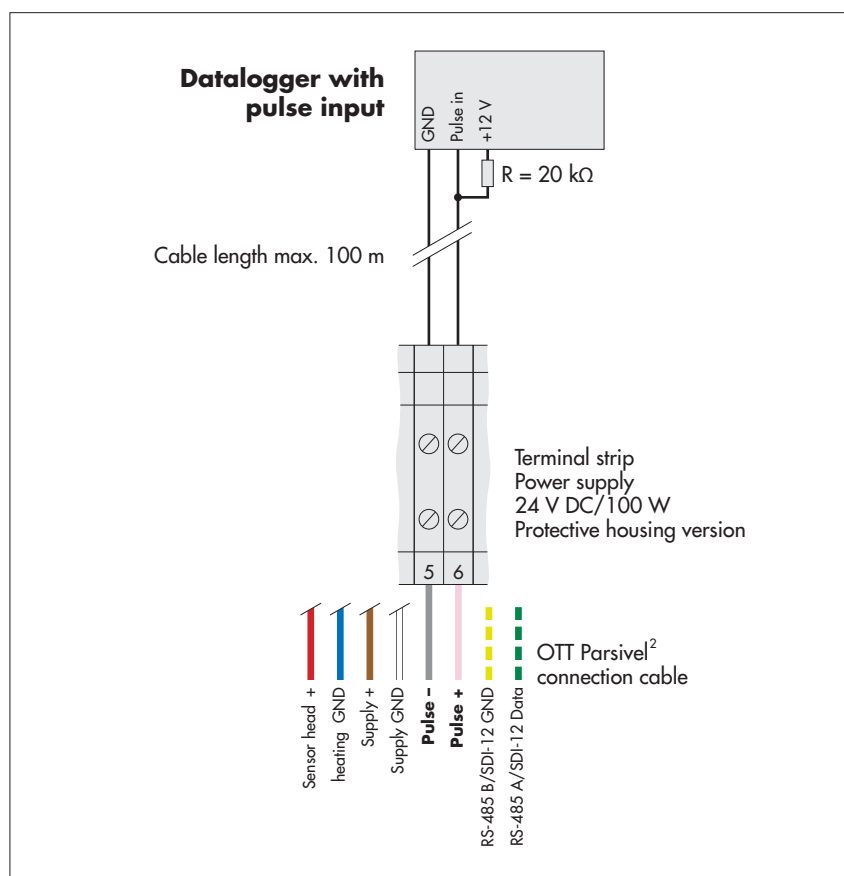 Datalogger with
pulse input
GND
Pulse in
+12 V
R = 20 kΩ
Cable length max. 100 m
Terminal strip
Power supply
24 V DC/100 W
Protective housing version
5
6
OTT Parsivel²
connection cable
Sensor head +
heating GND
Supply +
Supply GND
Pulse –
Pulse +
RS-485 B/SDI-12 GND
RS-485 A/SDI-12 Data